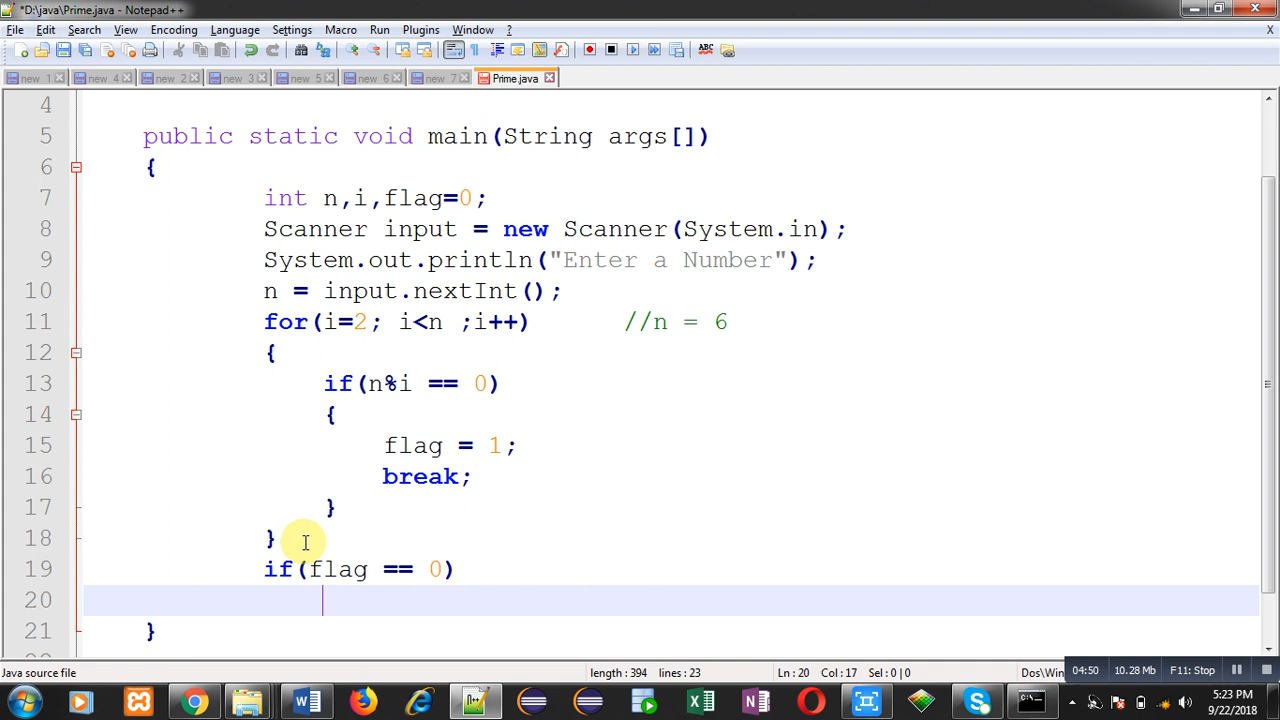 *D:\java\Prime.java - Notepad++
File Edit Search View Encoding Language Settings Macro Run Plugins Window ? X
new 1 new 4 new 2 new 3 new 5 new 6 new 7 Prime.java
4
5 public static void main(String args[])
6 {
7 int n,i,flag=0;
8 Scanner input = new Scanner(System.in);
9 System.out.println("Enter a Number");
10 n = input.nextInt();
11 for(i=2; i<n ;i++) //n = 6
12 {
13 if(n%i == 0)
14 {
15 flag = 1;
16 break;
17 }
18 }
19 if(flag == 0)
20
21 }
Java source file length : 394 lines : 23 Ln : 20 Col : 17 Sel : 0 | 0 Dos\Win 04:50 10.28 Mb F11: Stop
5:23 PM
9/22/2018